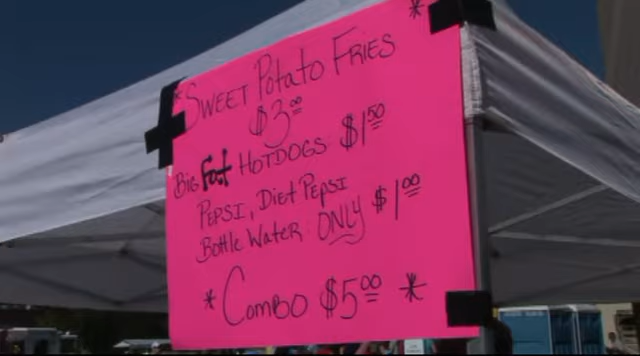 *SWEET POTATO FRIES *
$3.00
BIG Fat HOTDOGS $1.50
PEPSI, DIET PEPSI
BOTTLE WATER ONLY $1.00
* COMBO $5.00 *